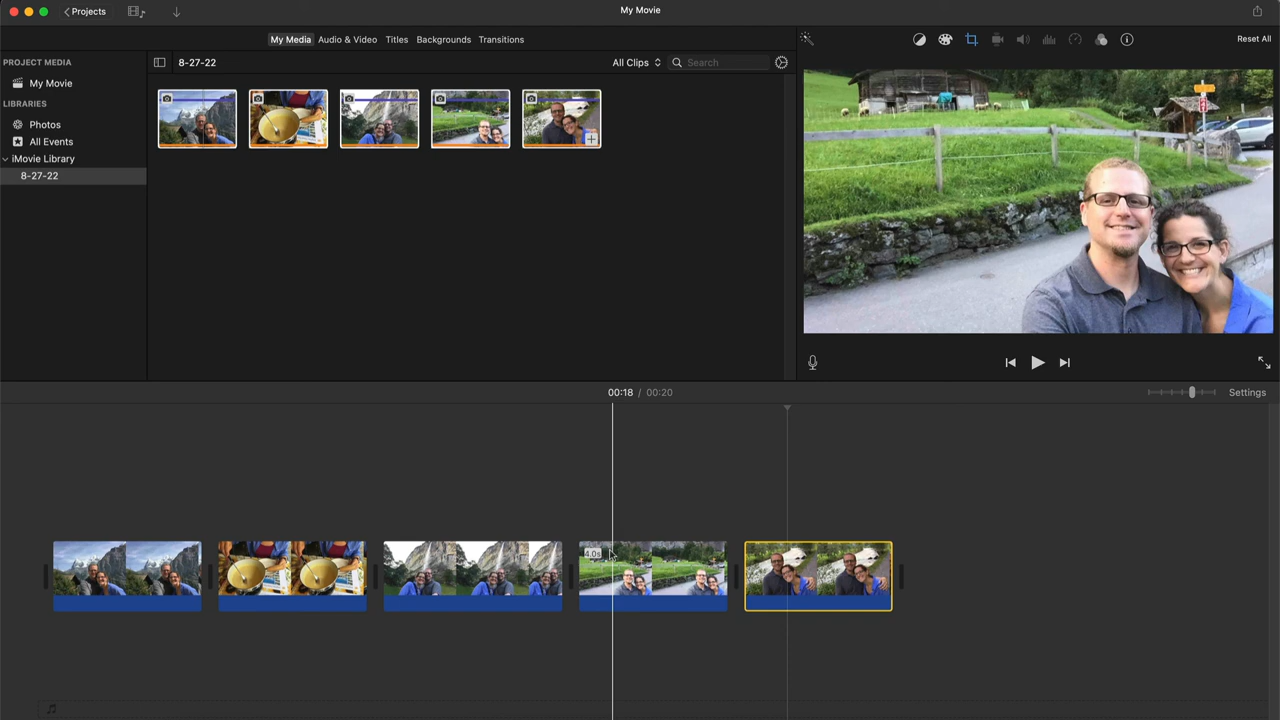 Projects
My Movie
My Media Audio & Video Titles Backgrounds Transitions
Reset All
PROJECT MEDIA
My Movie
LIBRARIES
Photos
All Events
iMovie Library
8-27-22
8-27-22
All Clips
Search
00:18 / 00:20
Settings
4.0s